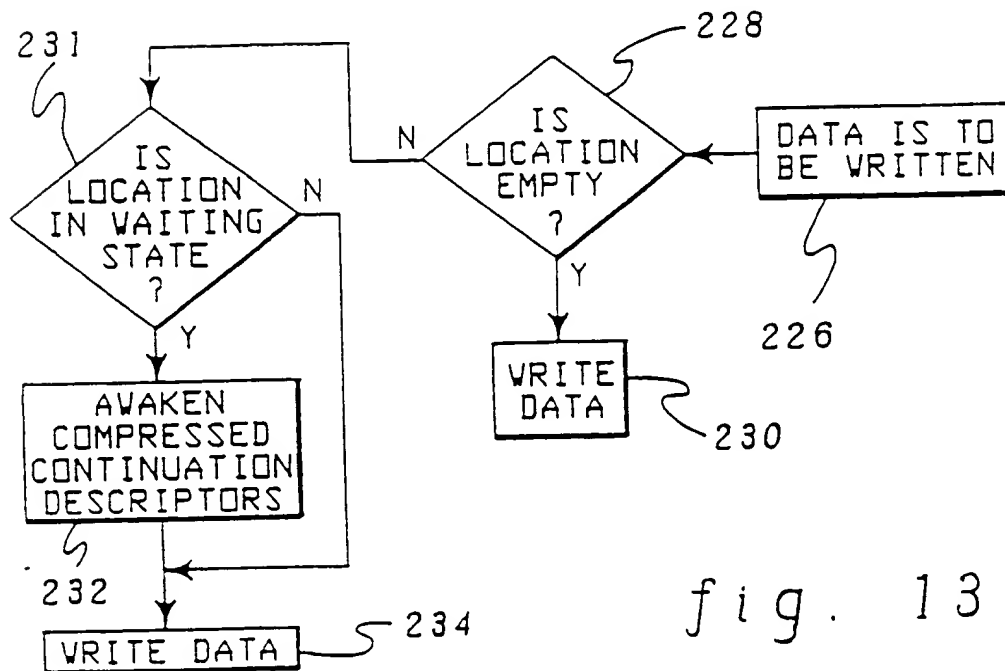 231
228
IS
LOCATION
IN WAITING
STATE
?
N
Y
N
IS
LOCATION
EMPTY
?
Y
DATA IS TO
BE WRITTEN
226
WRITE
DATA
230
AWAKEN
COMPRESSED
CONTINUATION
DESCRIPTORS
232
WRITE DATA
234
fig. 13